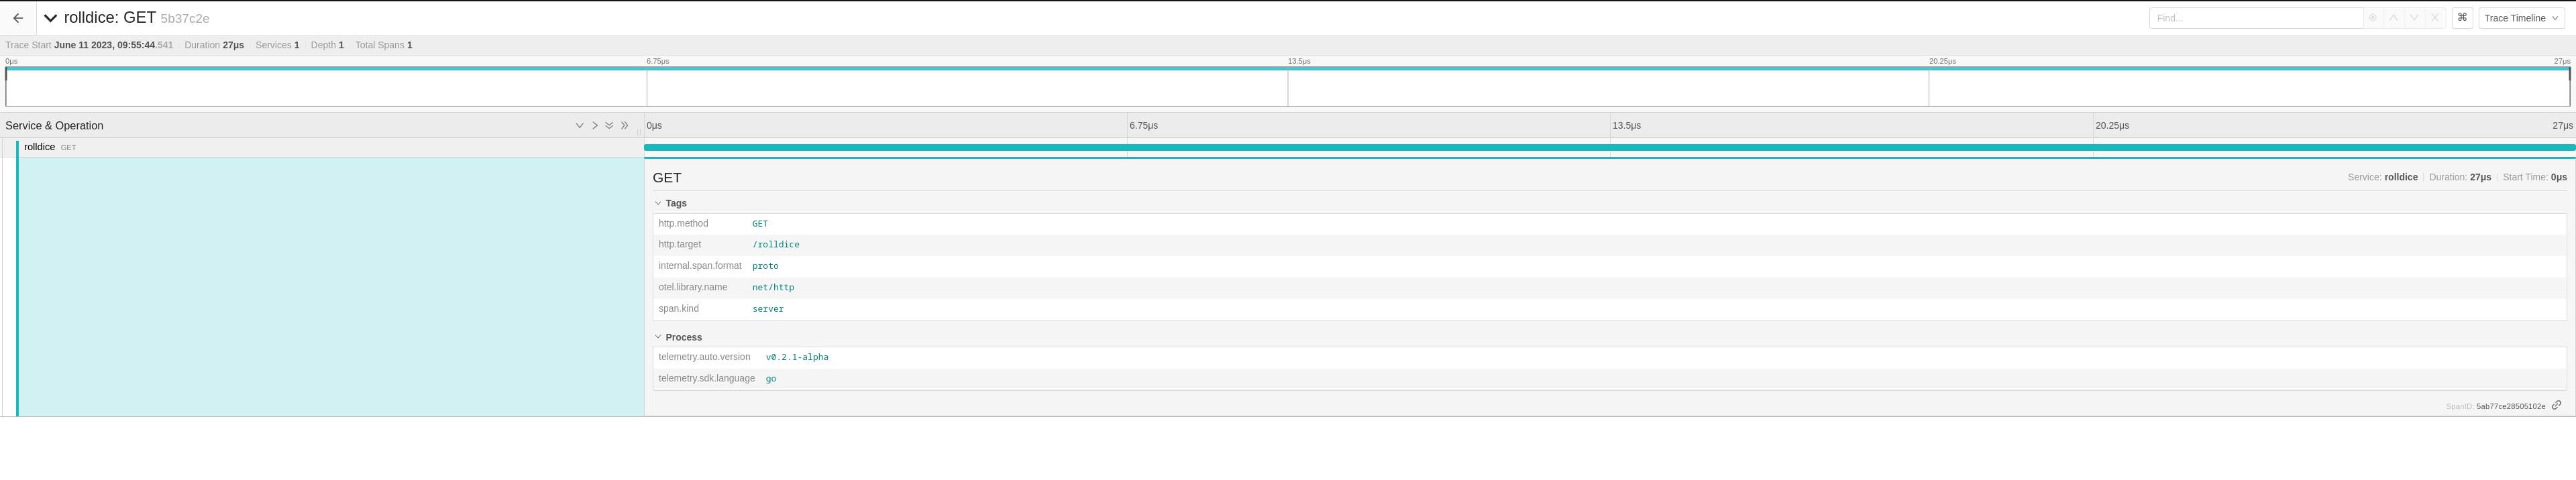 rolldice: GET 5b37c2e Find... ⌘ Trace Timeline
Trace Start June 11 2023, 09:55:44.541 Duration 27μs Services 1 Depth 1 Total Spans 1
0μs 6.75μs 13.5μs 20.25μs 27μs
Service & Operation 0μs 6.75μs 13.5μs 20.25μs 27μs
rolldice GET
GET Service: rolldice Duration: 27μs Start Time: 0μs
Tags
http.method GET
http.target /rolldice
internal.span.format proto
otel.library.name net/http
span.kind server
Process
telemetry.auto.version v0.2.1-alpha
telemetry.sdk.language go
SpanID: 5ab77ce28505102e